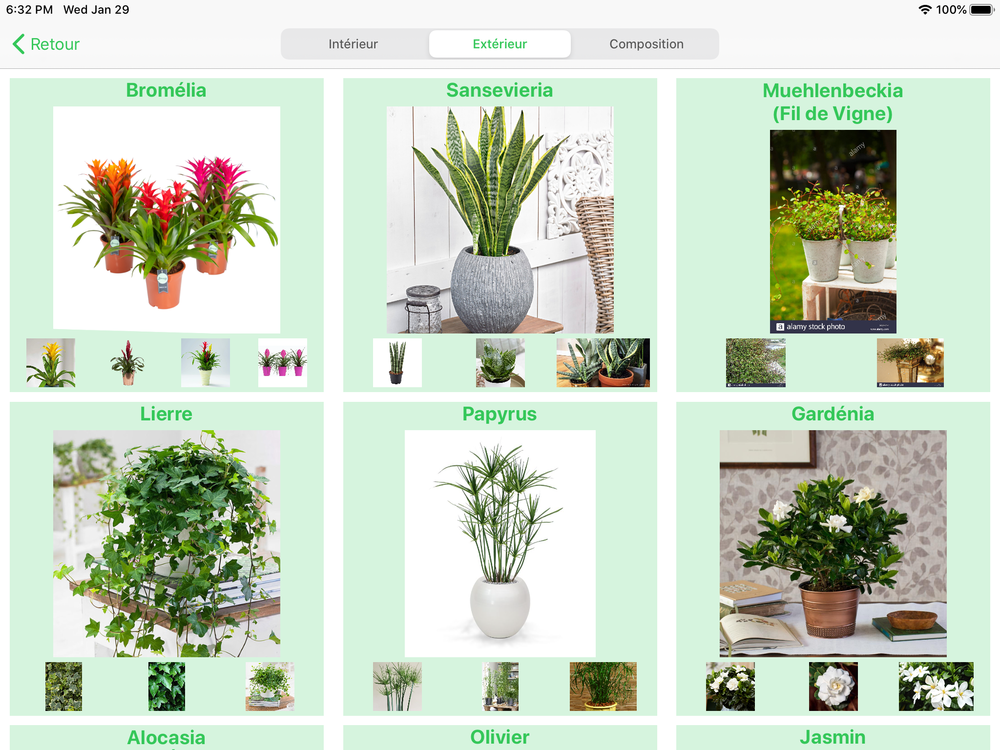 6:32 PM Wed Jan 29
100%
Retour
Intérieur
Extérieur
Composition
Bromélia
Sansevieria
Muehlenbeckia
(Fil de Vigne)
alamy
a alamy stock photo
Lierre
Papyrus
Gardénia
Alocasia
Olivier
Jasmin